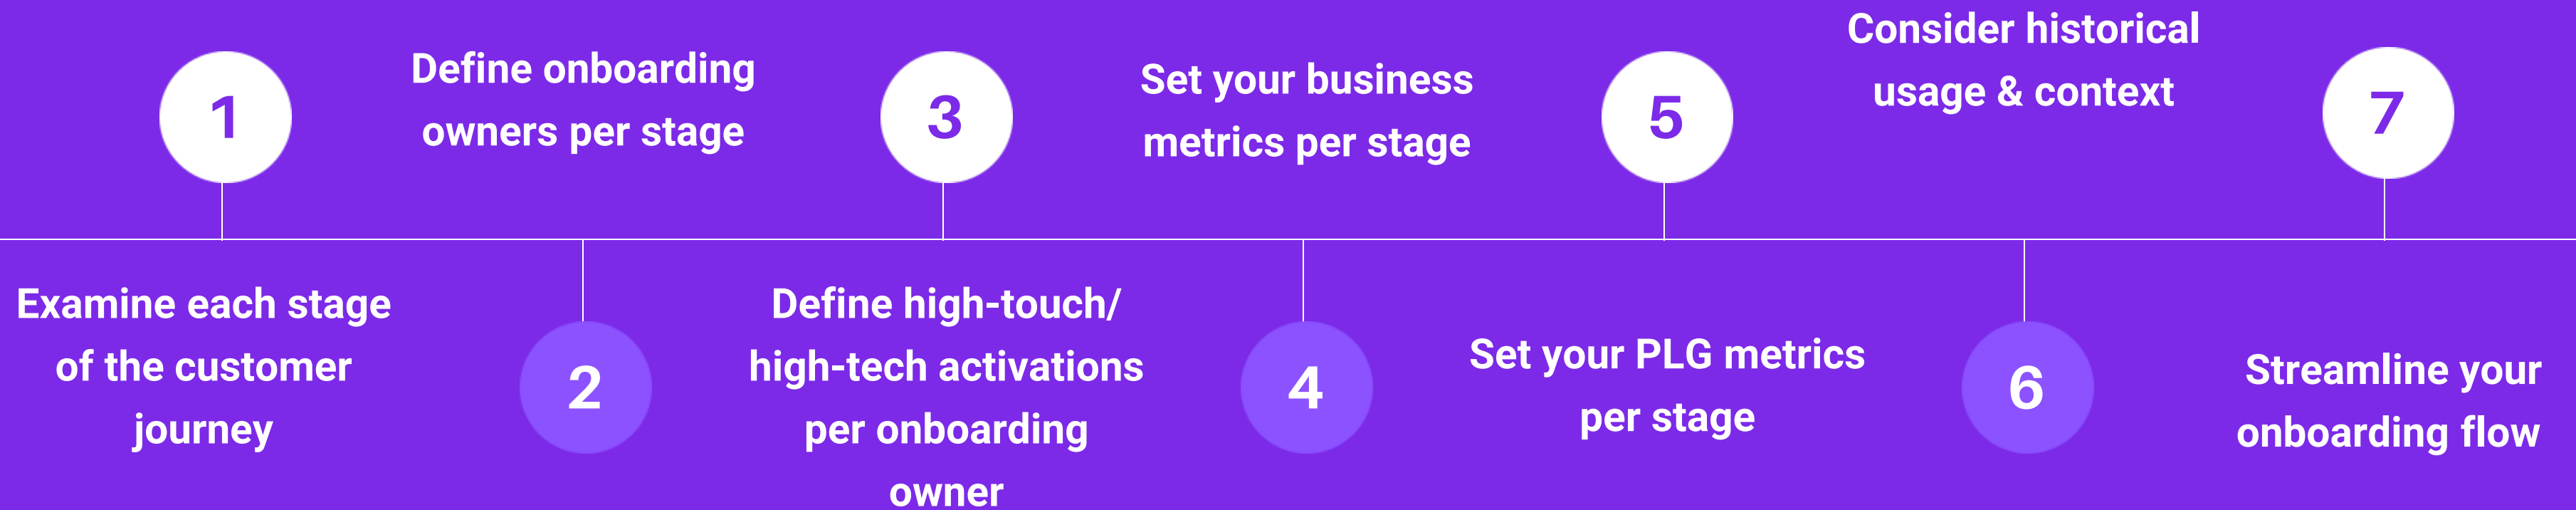 1
Examine each stage
of the customer
journey
Define onboarding
owners per stage
2
3
Define high-touch/
high-tech activations
per onboarding
owner
Set your business
metrics per stage
4
5
Set your PLG metrics
per stage
Consider historical
usage & context
6
7
Streamline your
onboarding flow